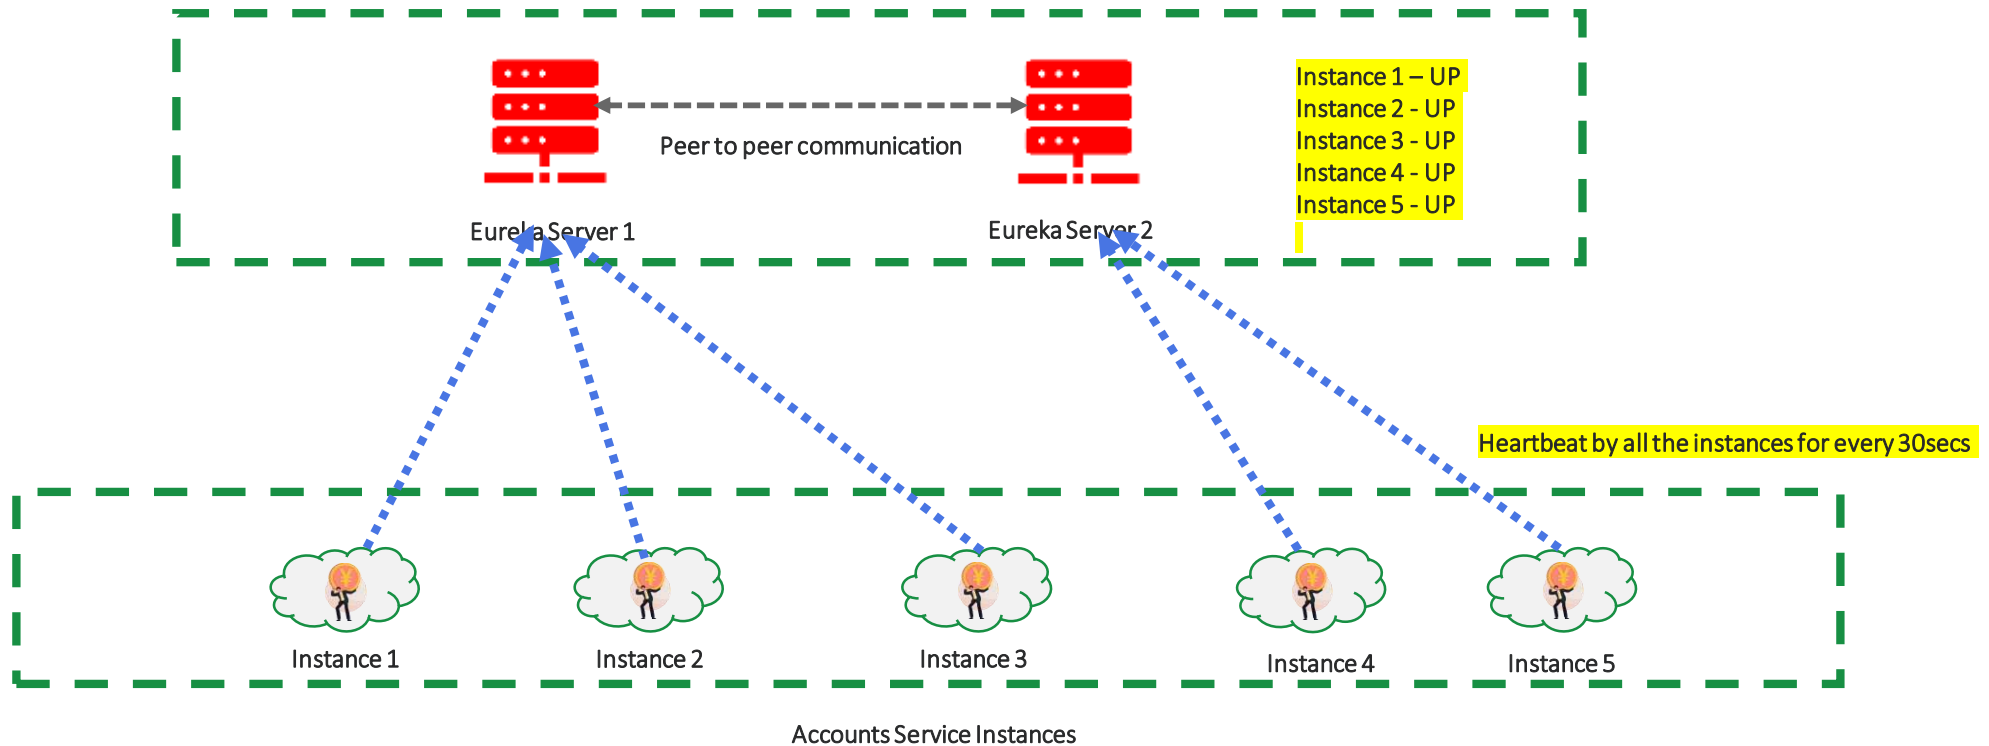 Instance 1 – UP
Instance 2 - UP
Instance 3 - UP
Instance 4 - UP
Instance 5 - UP
Peer to peer communication
Eureka Server 1
Eureka Server 2
Heartbeat by all the instances for every 30secs
¥
¥
¥
¥
¥
Instance 1
Instance 2
Instance 3
Instance 4
Instance 5
Accounts Service Instances